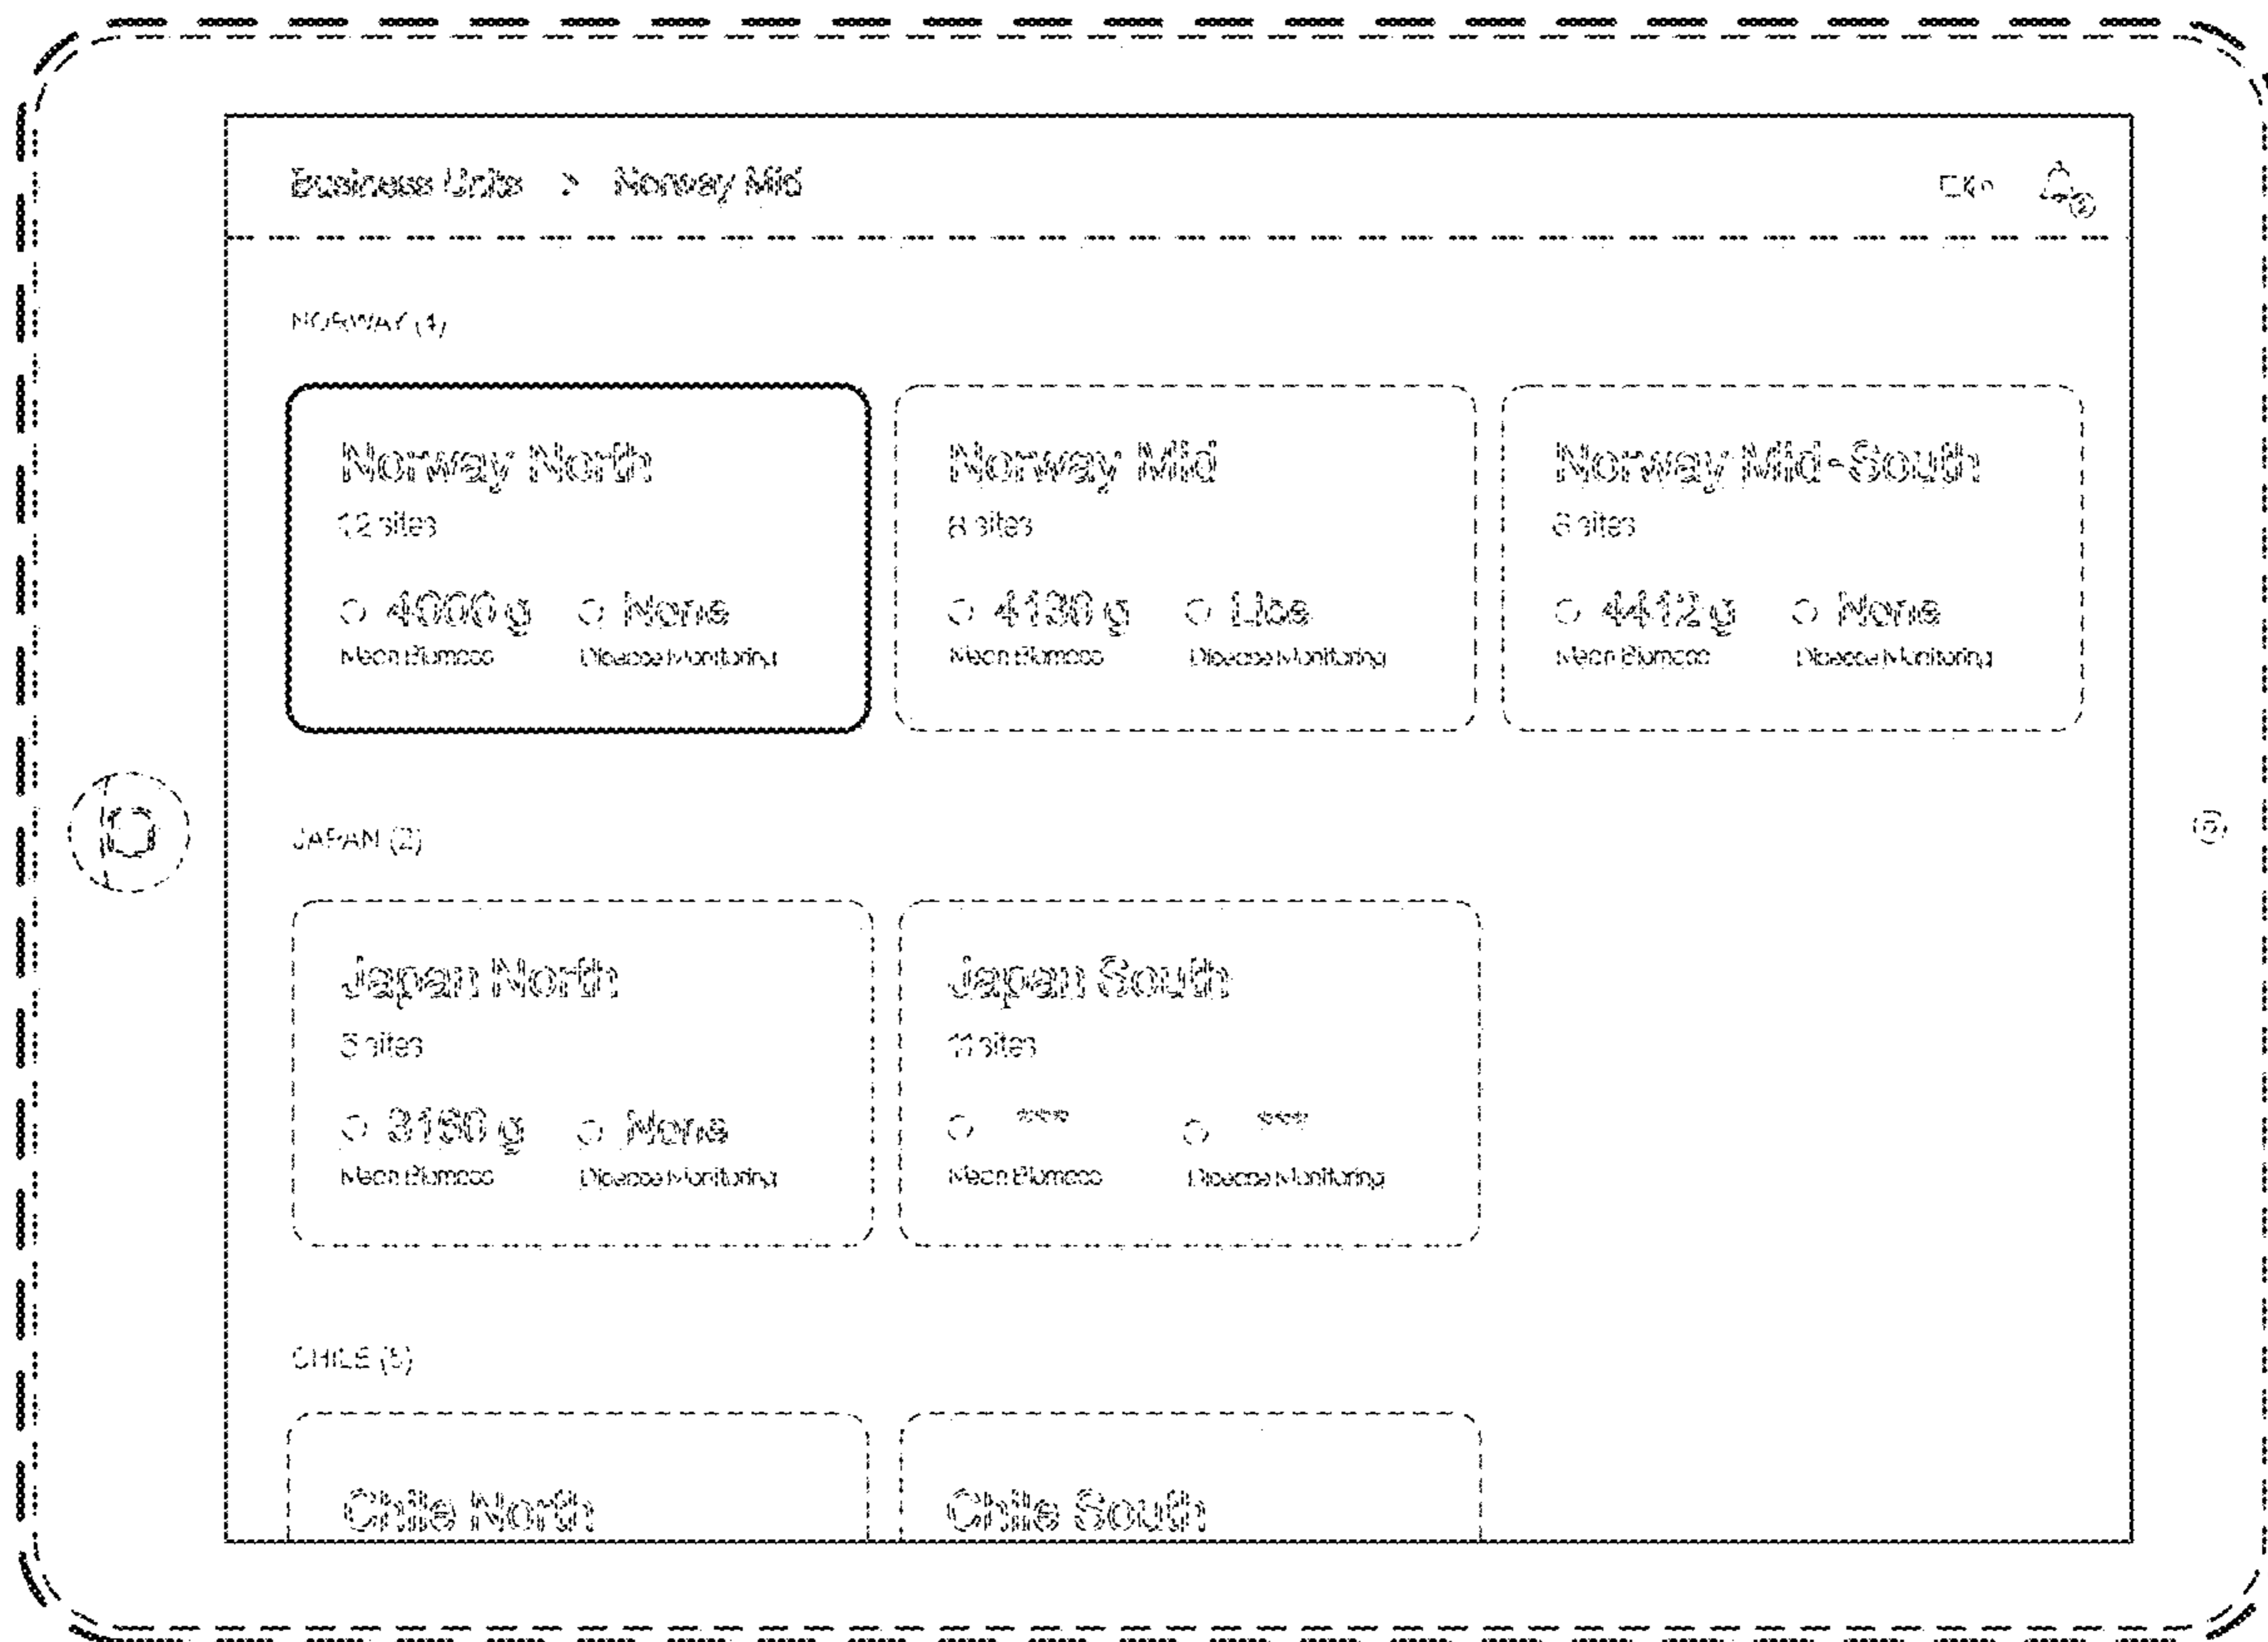 Business Units > Norway Mid
NORWAY (4)
Norway North
12 sites
4000 g None
Mean Biomass Disease Monitoring
Norway Mid
8 sites
4130 g Lice
Mean Biomass Disease Monitoring
Norway Mid-South
6 sites
4412 g None
Mean Biomass Disease Monitoring
JAPAN (2)
Japan North
5 sites
3150 g None
Mean Biomass Disease Monitoring
Japan South
11 sites
*** ***
Mean Biomass Disease Monitoring
CHILE (5)
Chile North
Chile South